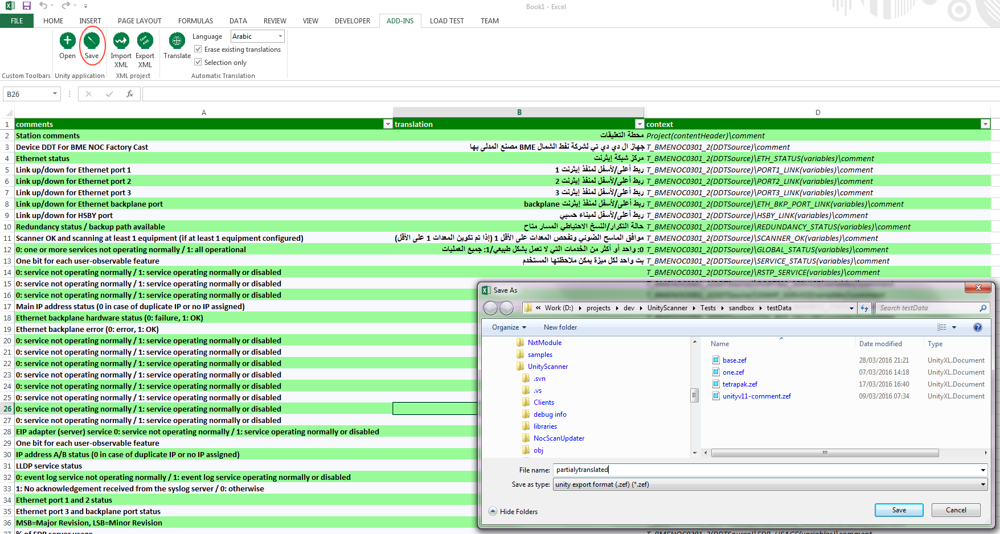 Book1 - Excel
FILE HOME INSERT PAGE LAYOUT FORMULAS DATA REVIEW VIEW DEVELOPER ADD-INS LOAD TEST TEAM
Language Arabic
Erase existing translations
Open Save Import XML Export XML Translate
Selection only
Custom Toolbars Unity application XML project Automatic Translation
B26 fx
A B D
1 comments translation context
2 Station comments محطة التعليقات Project(contentHeader)\comment
3 Device DDT For BME NOC Factory Cast جهاز ال دي دي تي لشركة نفط الشمال BME مصنع المدلى بها T_BMENOC0301_2(DDTSource)\comment
4 Ethernet status مركز شبكة إيثرنت T_BMENOC0301_2(DDTSource)\ETH_STATUS(variables)\comment
5 Link up/down for Ethernet port 1 ربط أعلى/لأسفل لمنفذ إيثرنت 1 T_BMENOC0301_2(DDTSource)\PORT1_LINK(variables)\comment
6 Link up/down for Ethernet port 2 ربط أعلى/لأسفل لمنفذ إيثرنت 2 T_BMENOC0301_2(DDTSource)\PORT2_LINK(variables)\comment
7 Link up/down for Ethernet port 3 ربط أعلى/لأسفل لمنفذ إيثرنت 3 T_BMENOC0301_2(DDTSource)\PORT3_LINK(variables)\comment
8 Link up/down for Ethernet backplane port ربط أعلى/لأسفل لمنفذ إيثرنت backplane T_BMENOC0301_2(DDTSource)\ETH_BKP_PORT_LINK(variables)\comment
9 Link up/down for HSBY port ربط أعلى/لأسفل لميناء حسبي T_BMENOC0301_2(DDTSource)\HSBY_LINK(variables)\comment
10 Redundancy status / backup path available حالة التكرار/النسخ الاحتياطي المسار متاح T_BMENOC0301_2(DDTSource)\REDUNDANCY_STATUS(variables)\comment
11 Scanner OK and scanning at least 1 equipment (if at least 1 equipment configured) موافق الماسح الضوئي وتفحص المعدات على الأقل 1 (إذا تم تكوين المعدات 1 على الأقل) T_BMENOC0301_2(DDTSource)\SCANNER_OK(variables)\comment
12 0: one or more services not operating normally / 1: all operational 0: واحد أو أكثر من الخدمات التي لا تعمل بشكل طبيعي/1: جميع العمليات T_BMENOC0301_2(DDTSource)\GLOBAL_STATUS(variables)\comment
13 One bit for each user-observable feature بت واحد لكل ميزة يمكن ملاحظتها المستخدم T_BMENOC0301_2(DDTSource)\SERVICE_STATUS(variables)\comment
14 0: service not operating normally / 1: service operating normally or disabled T_BMENOC0301_2(DDTSource)\RSTP_SERVICE(variables)\comment
15 0: service not operating normally / 1: service operating normally or disabled
16 0: service not operating normally / 1: service operating normally or disabled
17 Main IP address status (0 in case of duplicate IP or no IP assigned)
18 Ethernet backplane hardware status (0: failure, 1: OK)
19 Ethernet backplane error (0: error, 1: OK)
20 0: service not operating normally / 1: service operating normally or disabled
21 0: service not operating normally / 1: service operating normally or disabled
22 0: service not operating normally / 1: service operating normally or disabled
23 0: service not operating normally / 1: service operating normally or disabled
24 0: service not operating normally / 1: service operating normally or disabled
25 0: service not operating normally / 1: service operating normally or disabled
26 0: service not operating normally / 1: service operating normally or disabled
27 0: service not operating normally / 1: service operating normally or disabled
28 EIP adapter (server) service 0: service not operating normally / 1: service operating normally or disabled
29 One bit for each user-observable feature
30 IP address A/B status (0 in case of duplicate IP or no IP assigned)
31 LLDP service status
32 0: event log service not operating normally / 1: event log service operating normally or disabled
33 1: No acknowledgement received from the syslog server / 0: otherwise
34 Ethernet port 1 and 2 status
35 Ethernet port 3 and backplane port status
36 MSB=Major Revision, LSB=Minor Revision
Save As
« Work (D:) projects dev UnityScanner Tests sandbox testData Search testData
Organize New folder
NxtModule
samples
UnityScanner
.svn
.vs
Clients
debug info
libraries
NocScanUpdater
obj
Name Date modified Type
base.zef 28/03/2016 21:21 UnityXL.Document
one.zef 07/03/2016 14:18 UnityXL.Document
tetrapak.zef 17/03/2016 16:40 UnityXL.Document
unityv11-comment.zef 09/03/2016 07:34 UnityXL.Document
File name: partialytranslated
Save as type: unity export format (.zef) (*.zef)
Hide Folders Save Cancel